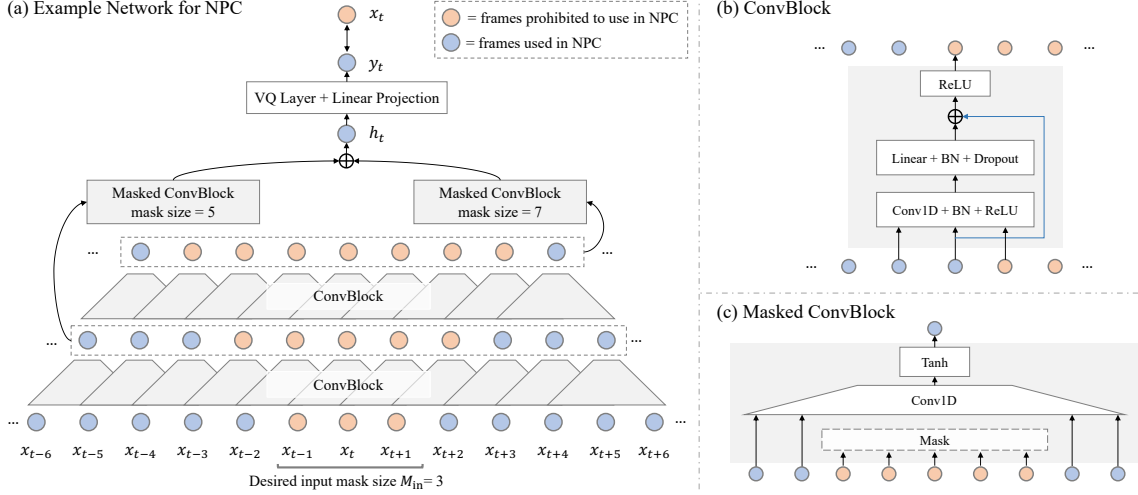 (a) Example Network for NPC
x_t
= frames prohibited to use in NPC
= frames used in NPC
y_t
VQ Layer + Linear Projection
h_t
Masked ConvBlock
mask size = 5
Masked ConvBlock
mask size = 7
... ...
ConvBlock
... ...
ConvBlock
... ...
x_{t-6} x_{t-5} x_{t-4} x_{t-3} x_{t-2} x_{t-1} x_t x_{t+1} x_{t+2} x_{t+3} x_{t+4} x_{t+5} x_{t+6}
Desired input mask size M_in = 3
(b) ConvBlock
... ...
ReLU
Linear + BN + Dropout
Conv1D + BN + ReLU
... ...
(c) Masked ConvBlock
Tanh
Conv1D
Mask